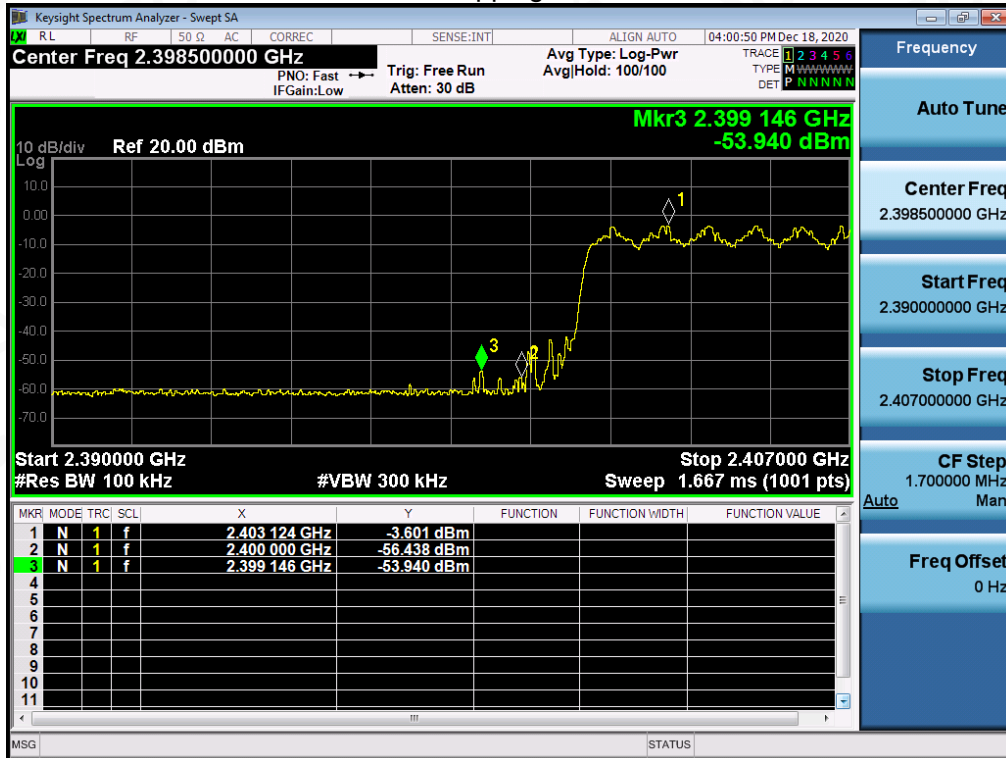 Keysight Spectrum Analyzer - Swept SA
LXI RL RF 50 Ω AC CORREC SENSE:INT ALIGN AUTO 04:00:50 PM Dec 18, 2020
Center Freq 2.398500000 GHz
PNO: Fast
IFGain:Low
Trig: Free Run
Atten: 30 dB
Avg Type: Log-Pwr
Avg|Hold: 100/100
TRACE 1 2 3 4 5 6
TYPE M W W W W W
DET P N N N N N
Mkr3 2.399 146 GHz
-53.940 dBm
10 dB/div Ref 20.00 dBm
Log
10.0
0.00
-10.0
-20.0
-30.0
-40.0
-50.0
-60.0
-70.0
1
3
2
Start 2.390000 GHz Stop 2.407000 GHz
#Res BW 100 kHz #VBW 300 kHz Sweep 1.667 ms (1001 pts)
MKR MODE TRC SCL X Y FUNCTION FUNCTION WIDTH FUNCTION VALUE
1 N 1 f 2.403 124 GHz -3.601 dBm
2 N 1 f 2.400 000 GHz -56.438 dBm
3 N 1 f 2.399 146 GHz -53.940 dBm
4
5
6
7
8
9
10
11
MSG STATUS
Frequency
Auto Tune
Center Freq
2.398500000 GHz
Start Freq
2.390000000 GHz
Stop Freq
2.407000000 GHz
CF Step
1.700000 MHz
Auto Man
Freq Offset
0 Hz